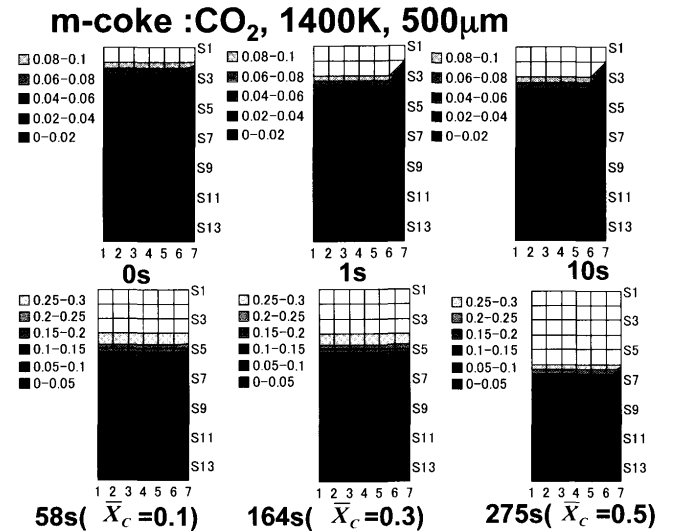 m-coke :CO₂, 1400K, 500μm
0.08-0.1
0.06-0.08
0.04-0.06
0.02-0.04
0-0.02
S1
S3
S5
S7
S9
S11
S13
1 2 3 4 5 6 7
0s
0.08-0.1
0.06-0.08
0.04-0.06
0.02-0.04
0-0.02
S1
S3
S5
S7
S9
S11
S13
1 2 3 4 5 6 7
1s
0.08-0.1
0.06-0.08
0.04-0.06
0.02-0.04
0-0.02
S1
S3
S5
S7
S9
S11
S13
1 2 3 4 5 6 7
10s
0.25-0.3
0.2-0.25
0.15-0.2
0.1-0.15
0.05-0.1
0-0.05
S1
S3
S5
S7
S9
S11
S13
1 2 3 4 5 6 7
58s( X̅c =0.1)
0.25-0.3
0.2-0.25
0.15-0.2
0.1-0.15
0.05-0.1
0-0.05
S1
S3
S5
S7
S9
S11
S13
1 2 3 4 5 6 7
164s( X̅c =0.3)
0.25-0.3
0.2-0.25
0.15-0.2
0.1-0.15
0.05-0.1
0-0.05
S1
S3
S5
S7
S9
S11
S13
1 2 3 4 5 6 7
275s( X̅c =0.5)